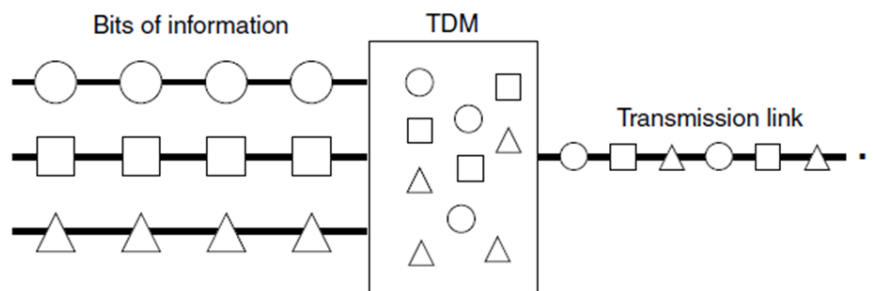 Bits of information
TDM
Transmission link